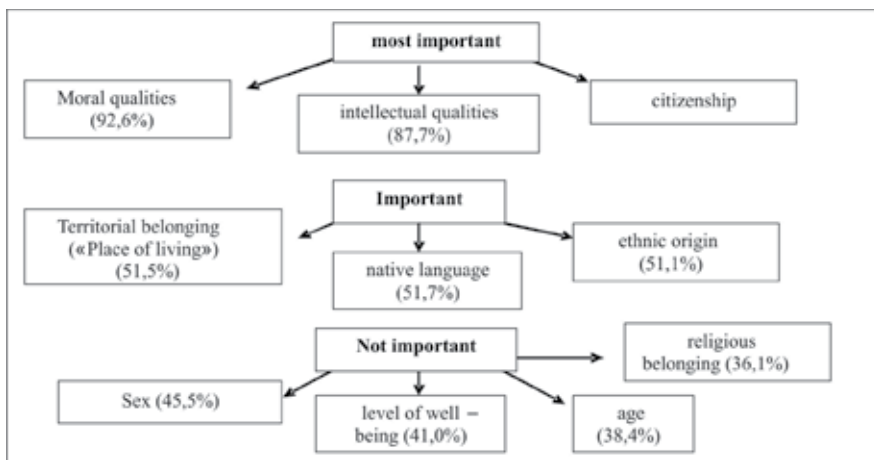 most important
Moral qualities
(92,6%)
intellectual qualities
(87,7%)
citizenship
Important
Territorial belonging
(«Place of living»)
(51,5%)
native language
(51,7%)
ethnic origin
(51,1%)
Not important
religious
belonging (36,1%)
Sex (45,5%)
level of well –
being (41,0%)
age
(38,4%)